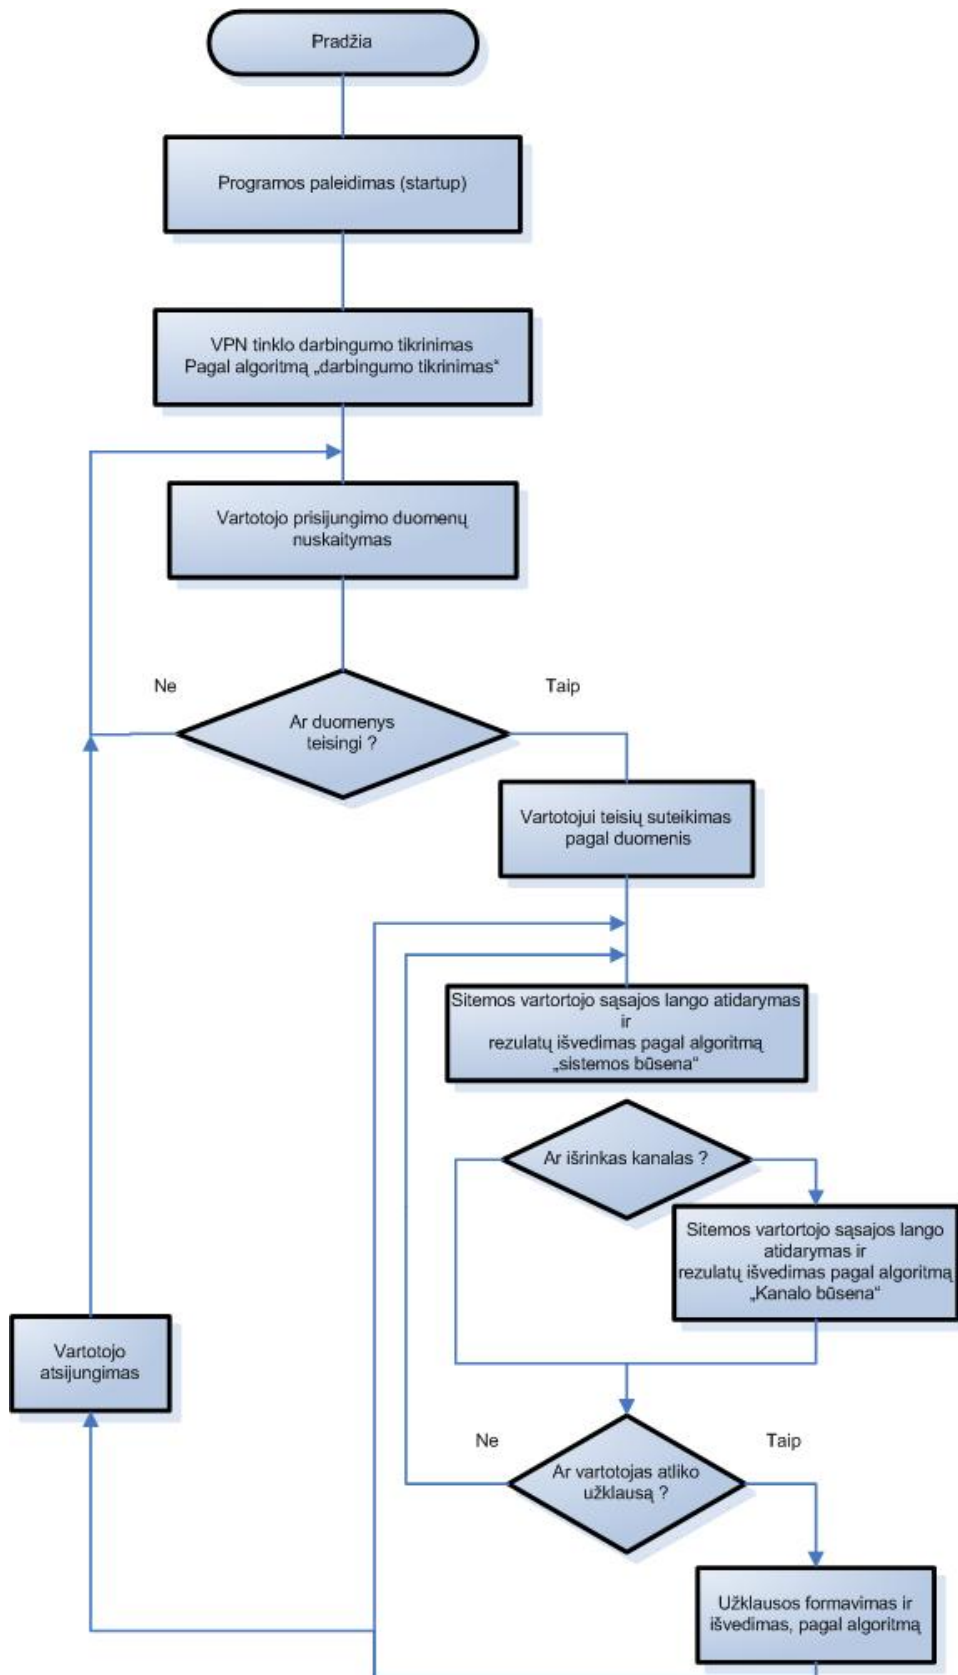 Pradžia
Programos paleidimas (startup)
VPN tinklo darbingumo tikrinimas
Pagal algoritmą „darbingumo tikrinimas“
Vartotojo prisijungimo duomenų
nuskaitymas
Ne
Taip
Ar duomenys
teisingi ?
Vartotojui teisių suteikimas
pagal duomenis
Sitemos vartortojo sąsajos lango atidarymas
ir
rezulatų išvedimas pagal algoritmą
„sistemos būsena“
Ar išrinkas kanalas ?
Sitemos vartortojo sąsajos lango
atidarymas ir
rezulatų išvedimas pagal algoritmą
„Kanalo būsena“
Vartotojo
atsijungimas
Ne
Taip
Ar vartotojas atliko
užklausą ?
Užklausos formavimas ir
išvedimas, pagal algoritmą